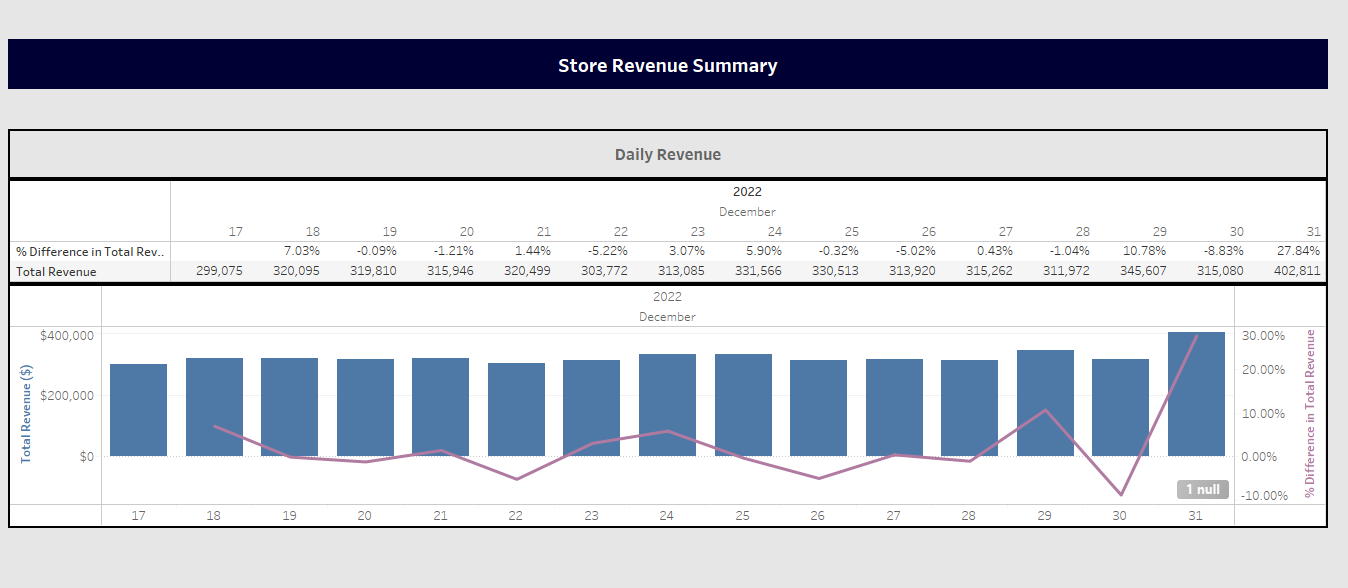 Store Revenue Summary
Daily Revenue
2022
December
17 18 19 20 21 22 23 24 25 26 27 28 29 30 31
% Difference in Total Rev.. 7.03% -0.09% -1.21% 1.44% -5.22% 3.07% 5.90% -0.32% -5.02% 0.43% -1.04% 10.78% -8.83% 27.84%
Total Revenue 299,075 320,095 319,810 315,946 320,499 303,772 313,085 331,566 330,513 313,920 315,262 311,972 345,607 315,080 402,811
2022
December
Total Revenue ($)
$400,000
$200,000
$0
30.00%
20.00%
10.00%
0.00%
-10.00%
% Difference in Total Revenue
1 null
17 18 19 20 21 22 23 24 25 26 27 28 29 30 31